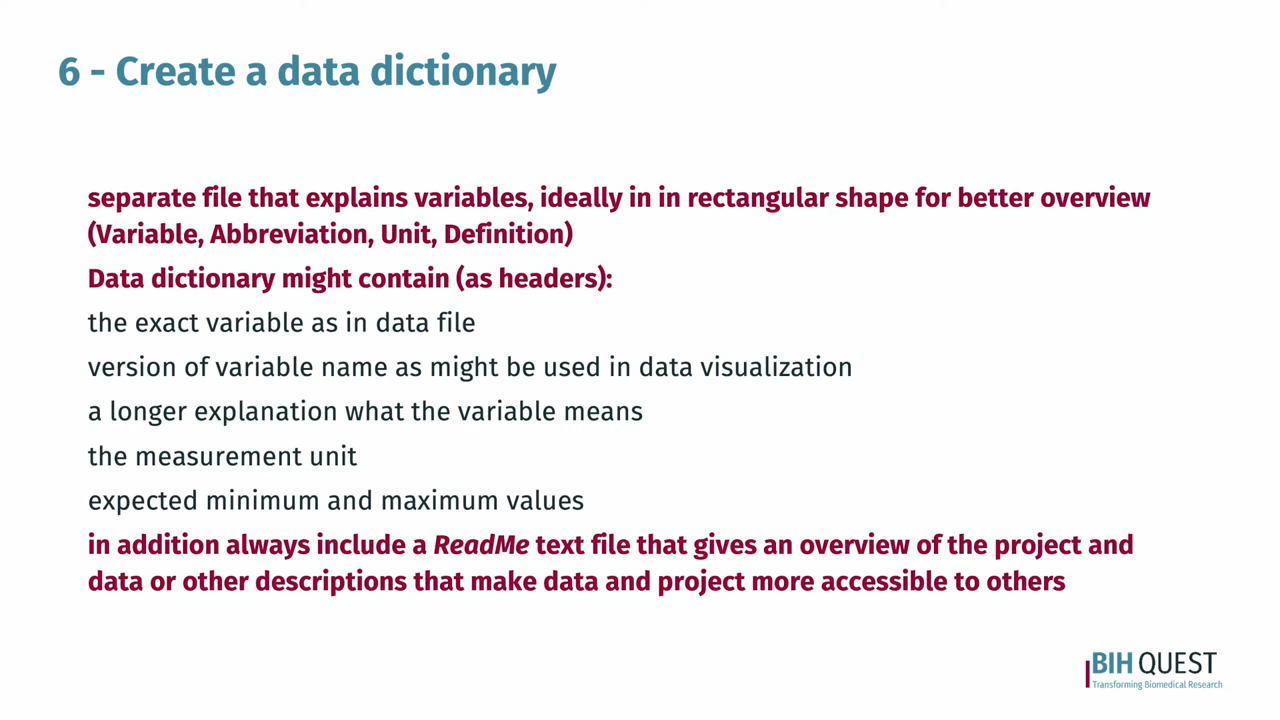 6 - Create a data dictionary
separate file that explains variables, ideally in in rectangular shape for better overview
(Variable, Abbreviation, Unit, Definition)
Data dictionary might contain (as headers):
the exact variable as in data file
version of variable name as might be used in data visualization
a longer explanation what the variable means
the measurement unit
expected minimum and maximum values
in addition always include a ReadMe text file that gives an overview of the project and
data or other descriptions that make data and project more accessible to others
BIH QUEST
Transforming Biomedical Research